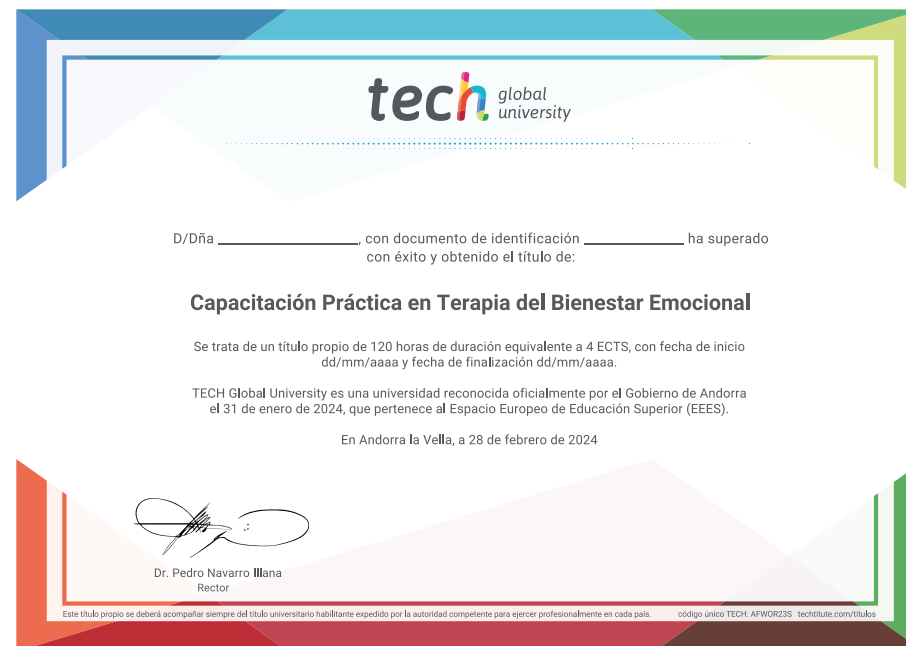 tech global
university
D/Dña ____________________, con documento de identificación ______________ ha superado
con éxito y obtenido el título de:
Capacitación Práctica en Terapia del Bienestar Emocional
Se trata de un título propio de 120 horas de duración equivalente a 4 ECTS, con fecha de inicio
dd/mm/aaaa y fecha de finalización dd/mm/aaaa.
TECH Global University es una universidad reconocida oficialmente por el Gobierno de Andorra
el 31 de enero de 2024, que pertenece al Espacio Europeo de Educación Superior (EEES).
En Andorra la Vella, a 28 de febrero de 2024
Dr. Pedro Navarro Illana
Rector
Este título propio se deberá acompañar siempre del título universitario habilitante expedido por la autoridad competente para ejercer profesionalmente en cada país. código único TECH: AFWOR23S techtitute.com/titulos